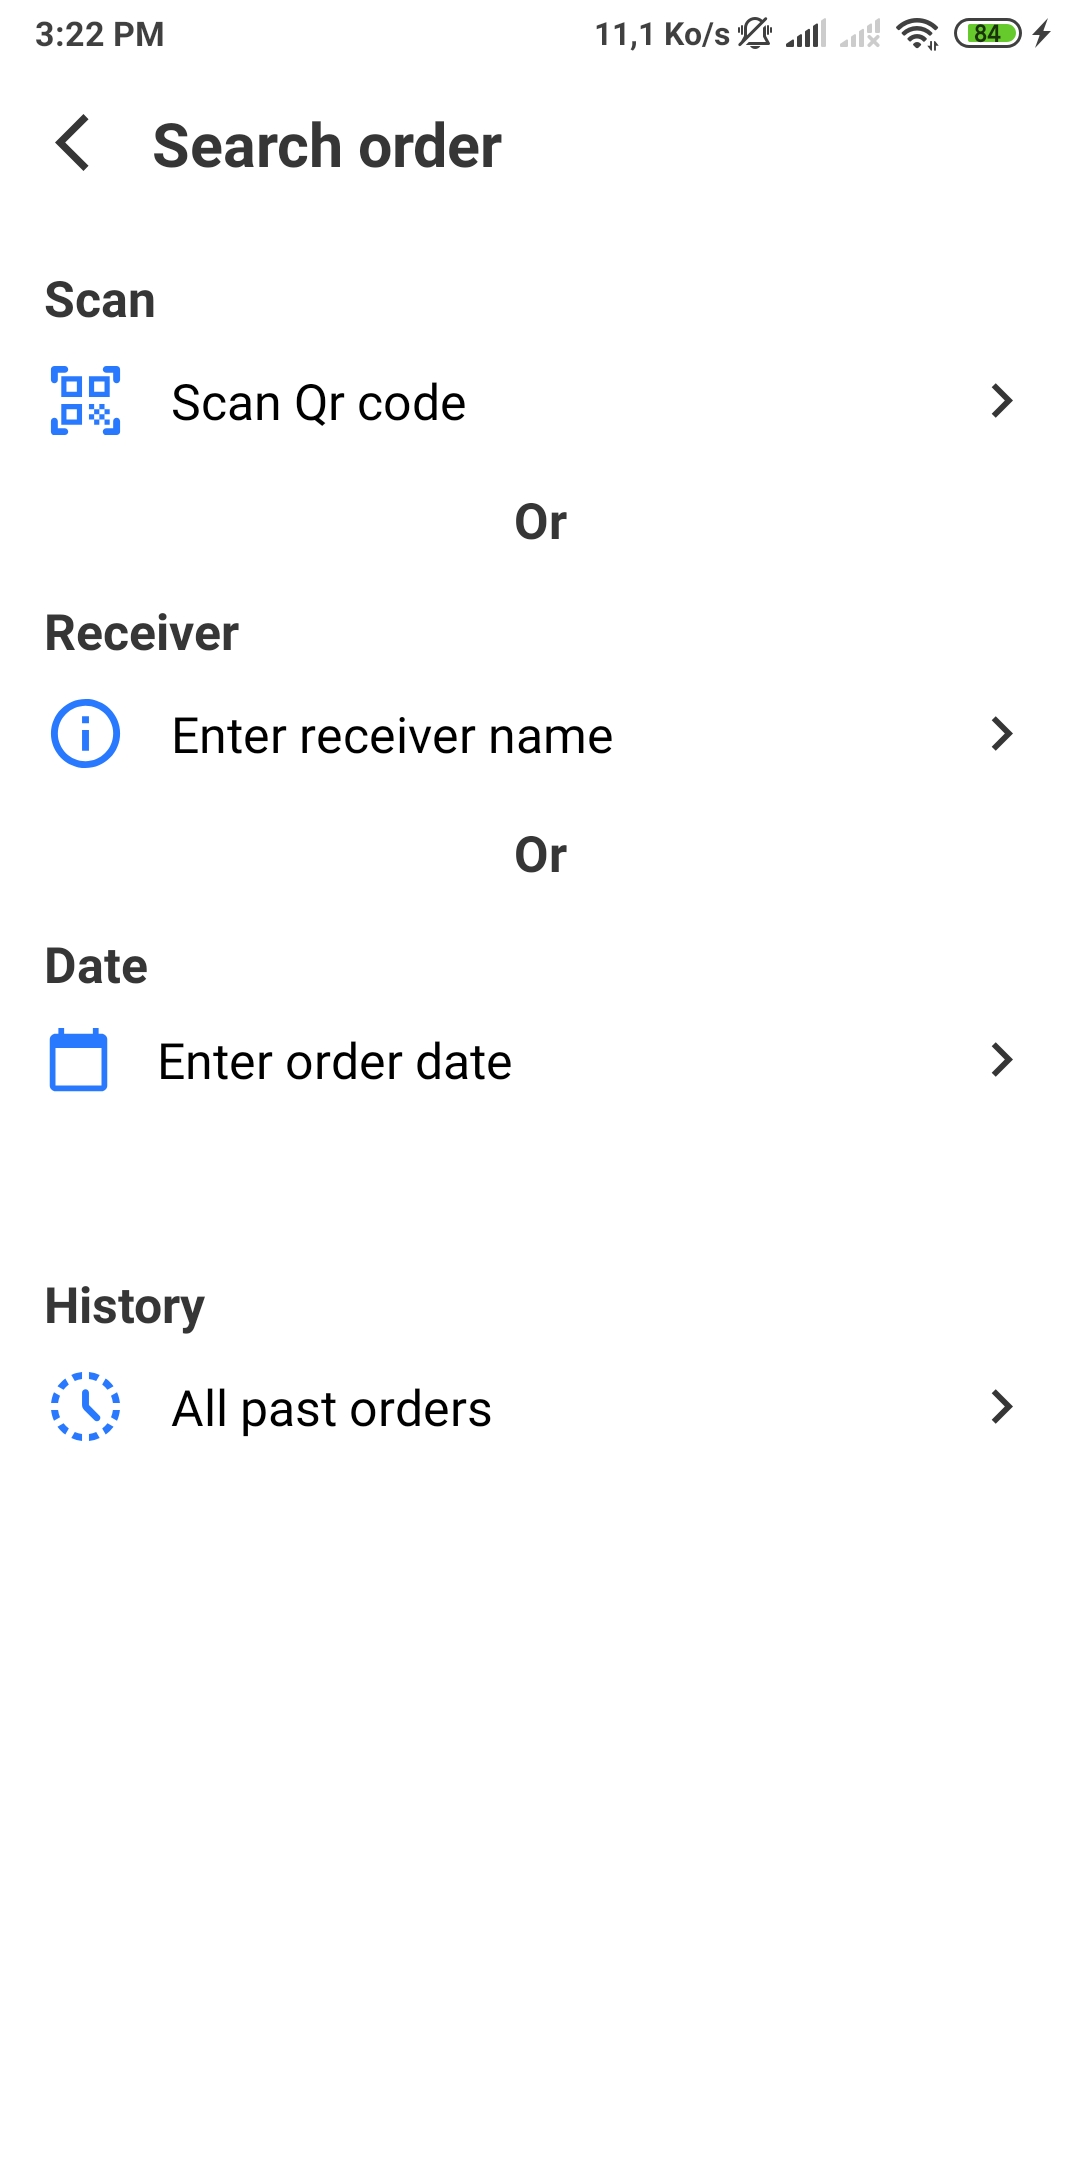 3:22 PM 11,1 Ko/s 84
Search order
Scan
Scan Qr code
Or
Receiver
Enter receiver name
Or
Date
Enter order date
History
All past orders